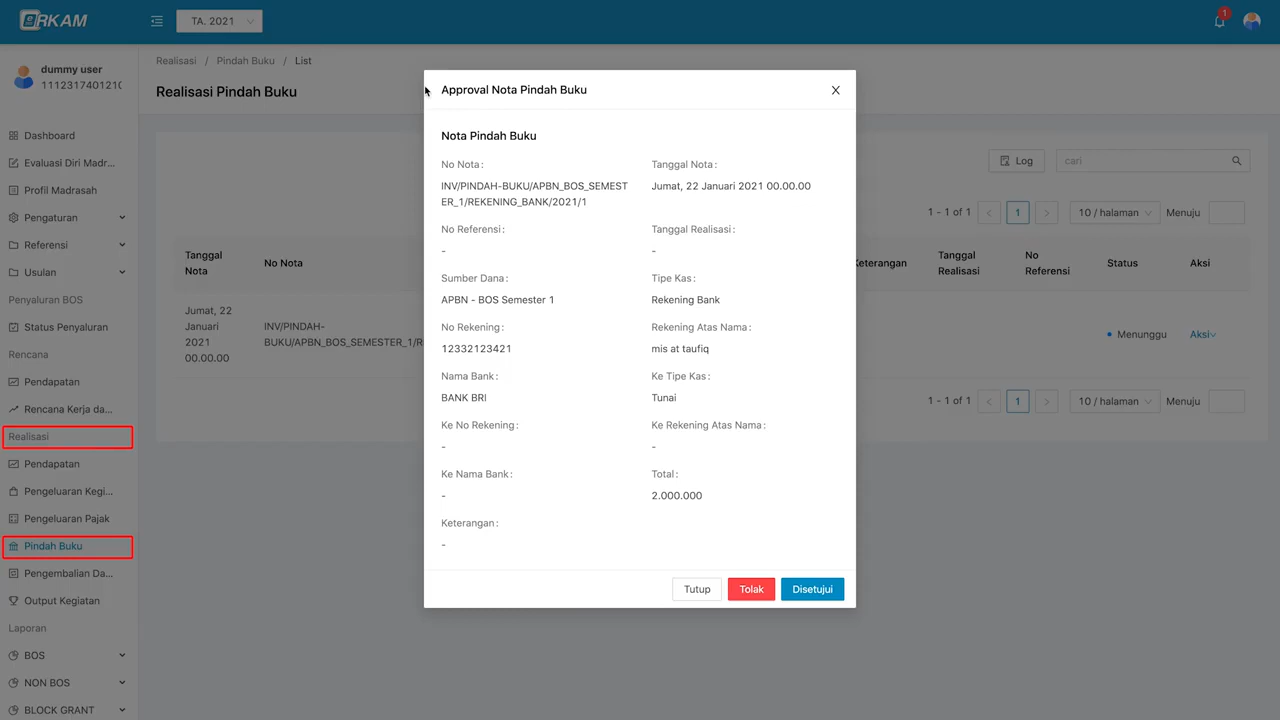 eRKAM
TA. 2021
1
dummy user
1112317401210
Dashboard
Evaluasi Diri Madr...
Profil Madrasah
Pengaturan
Referensi
Usulan
Penyaluran BOS
Status Penyaluran
Rencana
Pendapatan
Rencana Kerja da...
Realisasi
Pendapatan
Pengeluaran Kegi...
Pengeluaran Pajak
Pindah Buku
Pengembalian Da...
Output Kegiatan
Laporan
BOS
NON BOS
BLOCK GRANT
Realisasi / Pindah Buku / List
Realisasi Pindah Buku
Log
cari
1 - 1 of 1 < 1 > 10 / halaman Menuju
Tanggal Nota
No Nota
Keterangan
Tanggal Realisasi
No Referensi
Status
Aksi
Jumat, 22
Januari
2021
00.00.00
INV/PINDAH-
BUKU/APBN_BOS_SEMESTER_1/R
Menunggu
Aksi
1 - 1 of 1 < 1 > 10 / halaman Menuju
Approval Nota Pindah Buku
Nota Pindah Buku
No Nota :
INV/PINDAH-BUKU/APBN_BOS_SEMEST
ER_1/REKENING_BANK/2021/1
Tanggal Nota :
Jumat, 22 Januari 2021 00.00.00
No Referensi :
-
Tanggal Realisasi :
-
Sumber Dana :
APBN - BOS Semester 1
Tipe Kas :
Rekening Bank
No Rekening :
12332123421
Rekening Atas Nama :
mis at taufiq
Nama Bank :
BANK BRI
Ke Tipe Kas :
Tunai
Ke No Rekening :
-
Ke Rekening Atas Nama :
-
Ke Nama Bank :
-
Total :
2.000.000
Keterangan :
-
Tutup
Tolak
Disetujui